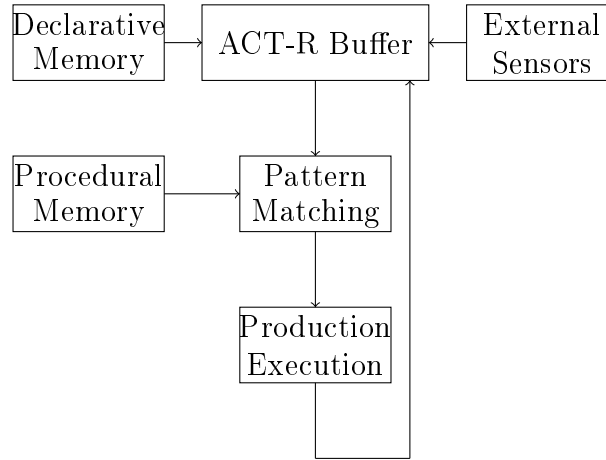 Declarative
Memory
ACT-R Buffer
External
Sensors
Procedural
Memory
Pattern
Matching
Production
Execution